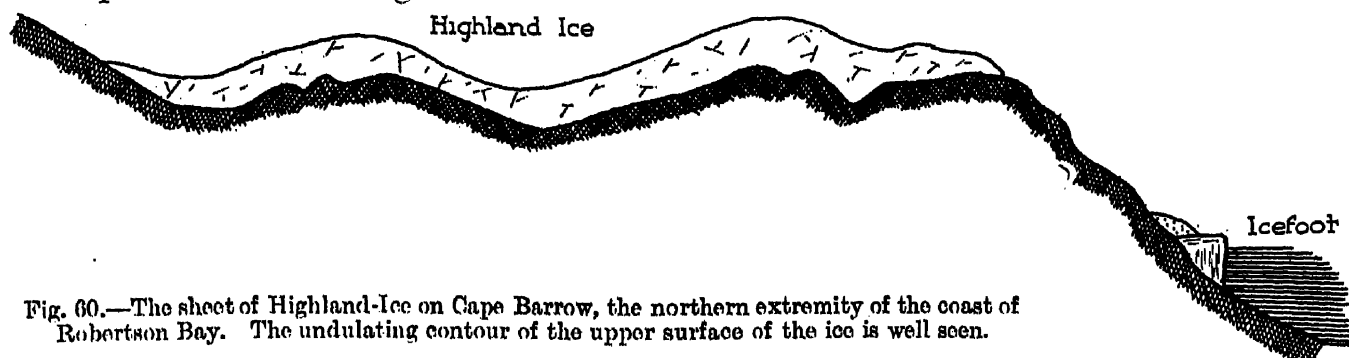 Highland Ice
Icefoot
Fig. 60.—The sheet of Highland-Ice on Cape Barrow, the northern extremity of the coast of
Robertson Bay. The undulating contour of the upper surface of the ice is well seen.